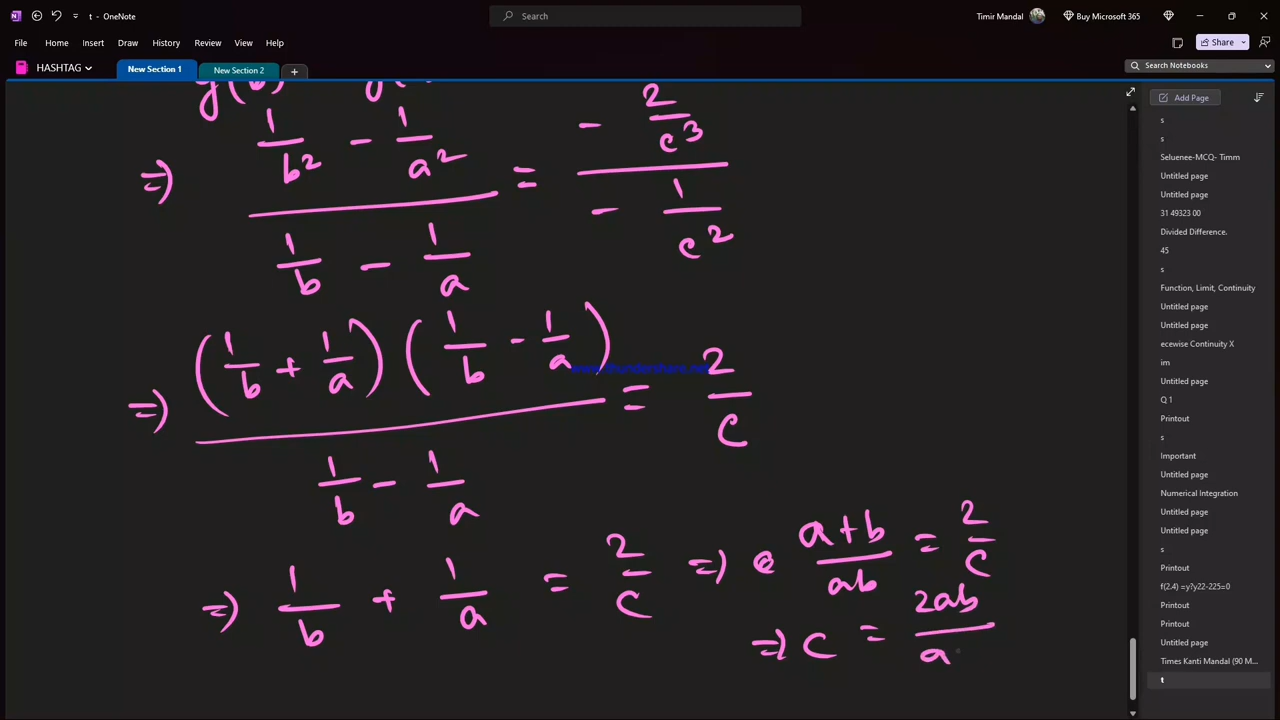 t - OneNote
Search
Timir Mandal
Buy Microsoft 365
File Home Insert Draw History Review View Help
Share
HASHTAG
New Section 1
New Section 2
+
Search Notebooks
Add Page
s
s
Seluenee-MCQ- Timm
Untitled page
Untitled page
31 49323 00
Divided Difference.
45
s
Function, Limit, Continuity
Untitled page
Untitled page
ecewise Continuity X
Untitled page
im
Untitled page
Q 1
Printout
s
Important
Untitled page
Numerical Integration
Untitled page
Untitled page
s
Printout
f(2.4) =y?y22-225=0
Printout
Printout
Untitled page
Times Kanti Mandal (90 M...
t
g(b)
=) (1/b² - 1/a²) / (1/b - 1/a) = (- 2/c³) / (- 1/c²)
=) (1/b + 1/a) (1/b - 1/a) / (1/b - 1/a) = 2/c
=) 1/b + 1/a = 2/c =) (a+b)/ab = 2/c
=) c = 2ab/a